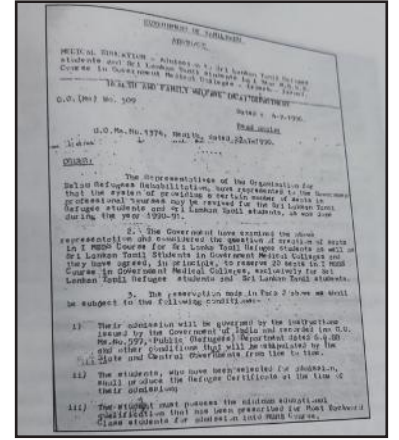 GOVERNMENT OF TAMILNADU
ABSTRACT
MEDICAL EDUCATION - Admission of Sri Lankan Tamil Refugee
students and Sri Lankan Tamil students to I Year M.B.B.S.
Course in Government Medical Colleges - Orders - Issued.
HEALTH AND FAMILY WELFARE DEPARTMENT
G.O.(Ms) No. 509
Dated:
Read again:
G.O.Ms.No.1374, Health, dated
ORDER:
The Representatives of the Organisation for
Refugees Rehabilitation, have represented to the Government
that the system of providing a certain number of seats in
professional courses may be revived for the Sri Lankan Tamil
Refugee students and Sri Lankan Tamil students, as was done
during the year 1990-91.
2. The Government have examined the above
representation and considered the question of creation of seats
in I MBBS Course for Sri Lanka Tamil Refugee students as well as
Sri Lankan Tamil Students in Government Medical Colleges and
they have agreed, in principle, to reserve 20 seats in I MBBS
Course in Government Medical Colleges, exclusively for Sri
Lankan Tamil Refugee students and Sri Lankan Tamil students.
3. The reservation made in Para 2 above shall
be subject to the following conditions:-
i) Their admission will be governed by the instructions
issued by the Government of India and recorded in G.O.
Ms.No.597, Public (Refugees) Department dated
and other conditions that will be stipulated by the
State and Central Governments from time to time.
ii) The students, who have been selected for admission,
shall produce the Refugee Certificate at the time of
their admission;
iii) The student must possess the minimum educational
qualification that has been prescribed for Most Backward
Class students for admission into MBBS Course.